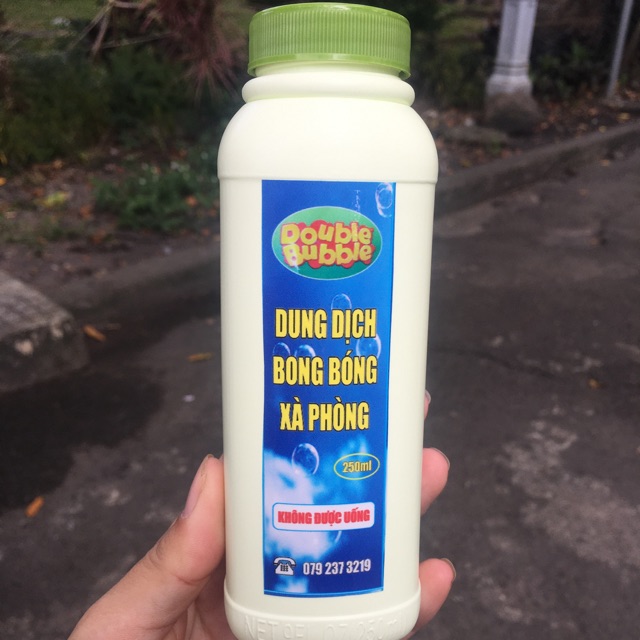 Double
Bubble
DUNG DỊCH
BONG BÓNG
XÀ PHÒNG
250ml
KHÔNG ĐƯỢC UỐNG
079 237 3219